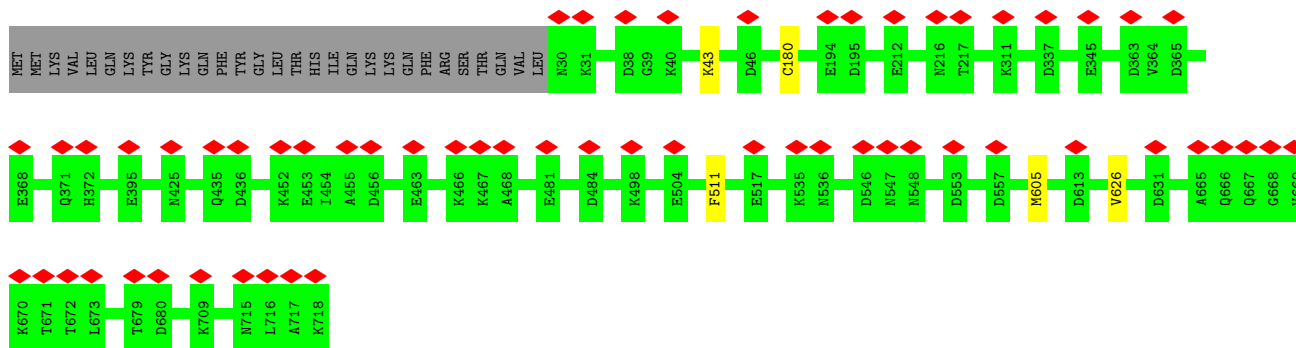 MET MET LYS VAL LEU GLN LYS TYR GLY LYS GLN PHE TYR GLY LEU THR HIS ILE GLN LYS LYS GLN PHE ARG SER THR GLN VAL LEU N30 K31 D38 G39 K40 K43 D46 C180 E194 D195 E212 N216 T217 K311 D337 E345 D363 V364 D365
E368 Q371 H372 E395 N425 Q435 D436 K452 E453 I454 A455 D456 E463 K466 K467 A468 E481 D484 K498 E504 F511 E517 K535 N536 D546 N547 N548 D553 D557 M605 D613 V626 D631 A665 Q666 Q667 G668
K670 T671 T672 L673 T679 D680 K709 N715 L716 A717 K718